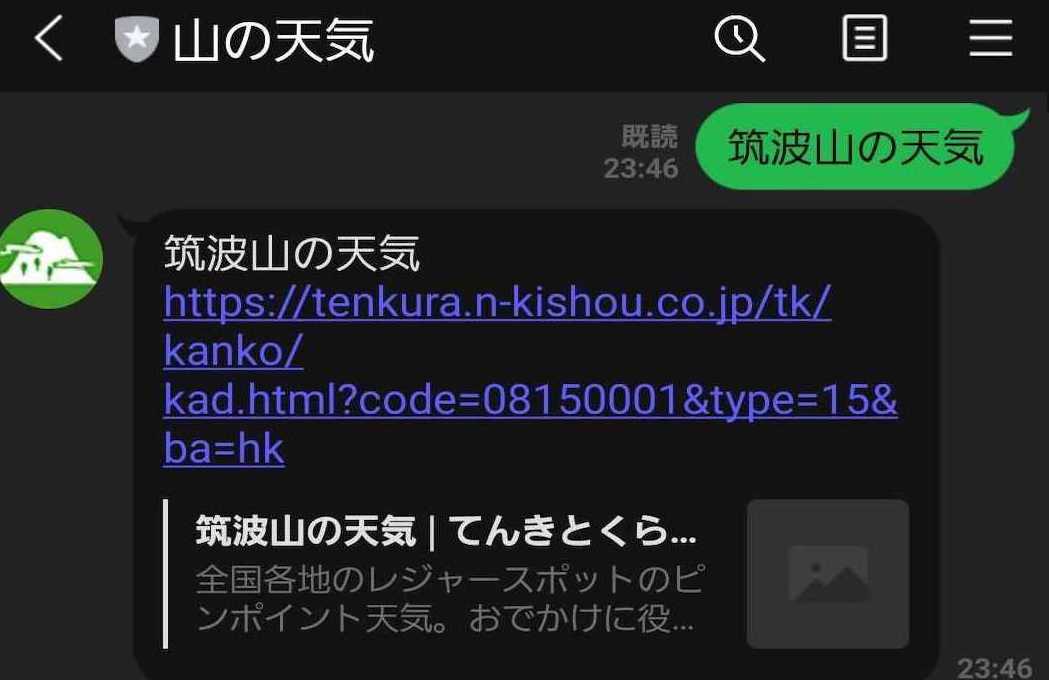 山の天気
筑波山の天気
既読
23:46
筑波山の天気
https://tenkura.n-kishou.co.jp/tk/
kanko/
kad.html?code=08150001&type=15&
ba=hk
筑波山の天気 | てんきとくら...
全国各地のレジャースポットのピ
ンポイント天気。おでかけに役...
23:46